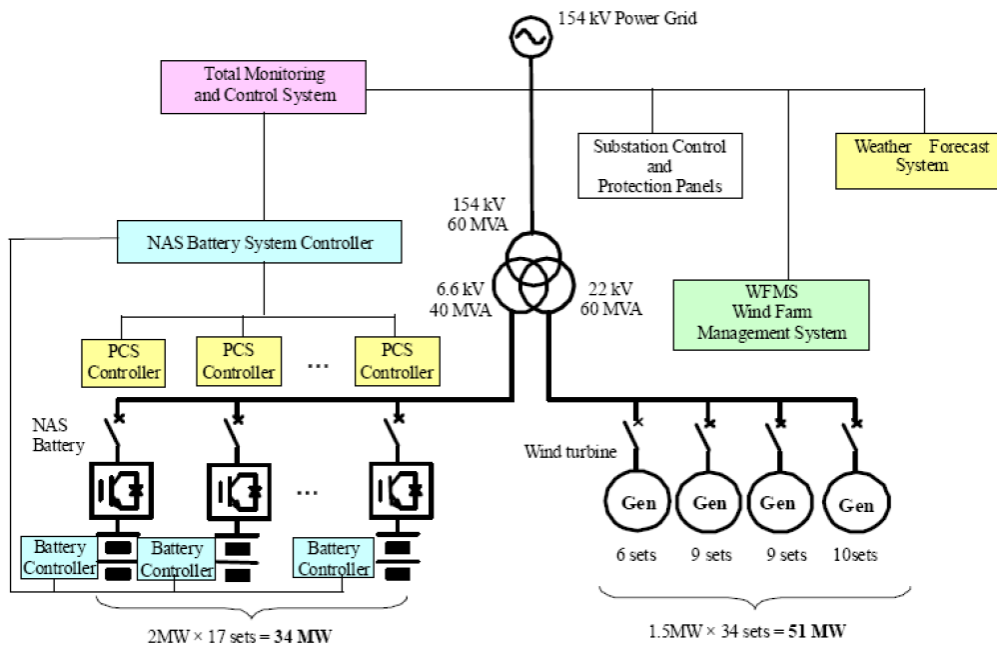 154 kV Power Grid
Total Monitoring
and Control System
Substation Control
and
Protection Panels
Weather Forecast
System
154 kV
60 MVA
NAS Battery System Controller
6.6 kV
40 MVA
22 kV
60 MVA
WFMS
Wind Farm
Management System
PCS
Controller
PCS
Controller
...
PCS
Controller
NAS
Battery
Wind turbine
...
Gen
Gen
Gen
Gen
Battery
Controller
Battery
Controller
Battery
Controller
6 sets
9 sets
9 sets
10sets
2MW × 17 sets = 34 MW
1.5MW × 34 sets = 51 MW